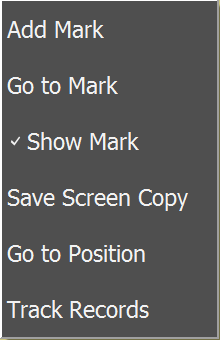 Add Mark
Go to Mark
✓ Show Mark
Save Screen Copy
Go to Position
Track Records